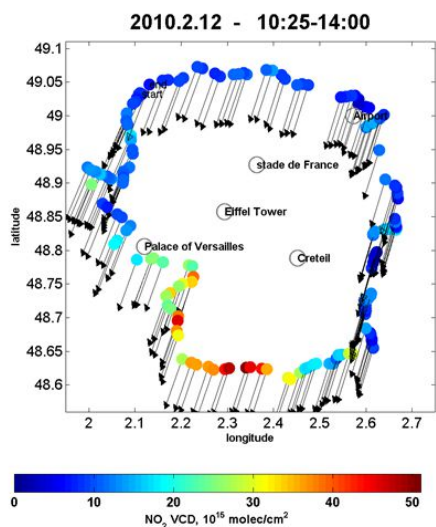 2010.2.12 - 10:25-14:00
49.1
49.05
49
48.95
48.9
48.85
48.8
48.75
48.7
48.65
48.6
latitude
start
Airport
stade de France
Eiffel Tower
Palace of Versailles
Creteil
2 2.1 2.2 2.3 2.4 2.5 2.6 2.7
longitude
0 10 20 30 40 50
NO2 VCD, 10^15 molec/cm^2